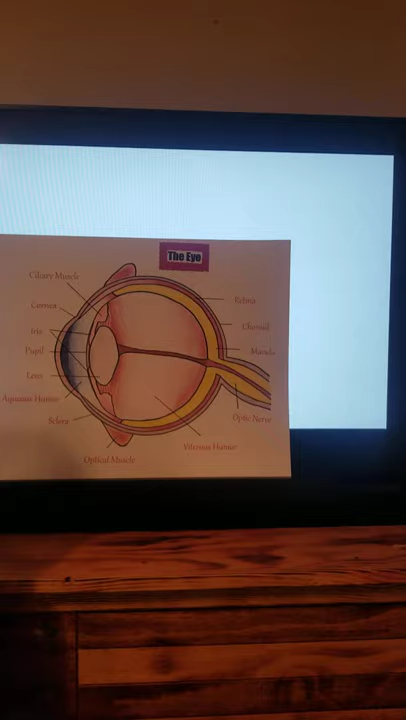 The Eye
Ciliary Muscle
Cornea
Iris
Pupil
Lens
Aqueous Humor
Sclera
Optical Muscle
Retina
Choroid
Macula
Optic Nerve
Vitreous Humor